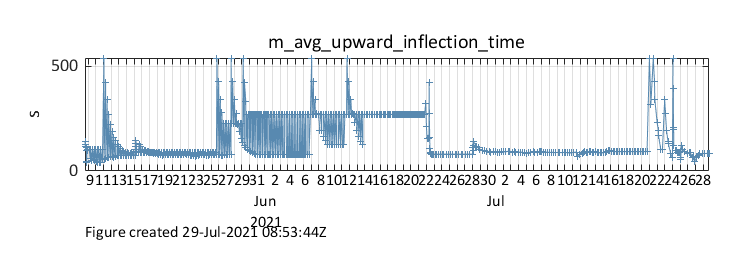 m_avg_upward_inflection_time
500
s
0
9 11 13 15 17 19 21 23 25 27 29 31 2 4 6 8 10 12 14 16 18 20 22 24 26 28 30 2 4 6 8 10 12 14 16 18 20 22 24 26 28
Jun Jul
2021
Figure created 29-Jul-2021 08:53:44Z